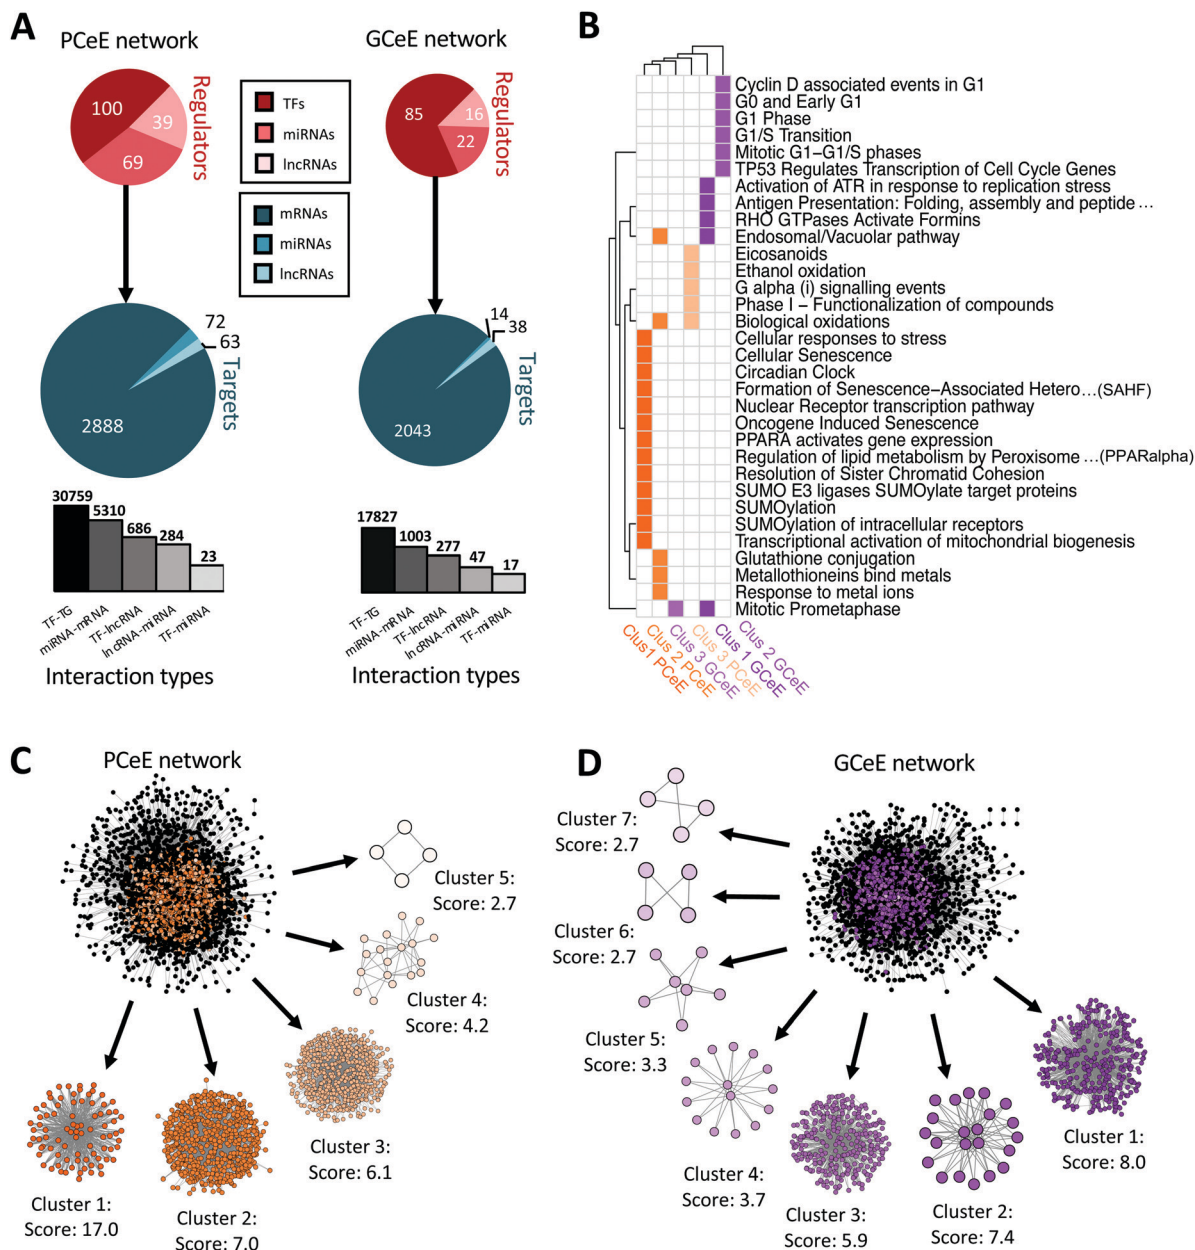 A
PCeE network
GCeE network
100
39
69
Regulators
TFs
miRNAs
lncRNAs
85
16
22
Regulators
mRNAs
miRNAs
lncRNAs
72
63
2888
Targets
14
38
2043
Targets
30759
5310
686
284
23
TF-TG
miRNA-mRNA
TF-lncRNA
lncRNA-miRNA
TF-miRNA
Interaction types
17827
1003
277
47
17
TF-TG
miRNA-mRNA
TF-lncRNA
lncRNA-miRNA
TF-miRNA
Interaction types
B
Cyclin D associated events in G1
G0 and Early G1
G1 Phase
G1/S Transition
Mitotic G1-G1/S phases
TP53 Regulates Transcription of Cell Cycle Genes
Activation of ATR in response to replication stress
Antigen Presentation: Folding, assembly and peptide ...
RHO GTPases Activate Formins
Endosomal/Vacuolar pathway
Eicosanoids
Ethanol oxidation
G alpha (i) signalling events
Phase I - Functionalization of compounds
Biological oxidations
Cellular responses to stress
Cellular Senescence
Circadian Clock
Formation of Senescence-Associated Hetero...(SAHF)
Nuclear Receptor transcription pathway
Oncogene Induced Senescence
PPARA activates gene expression
Regulation of lipid metabolism by Peroxisome ...(PPARalpha)
Resolution of Sister Chromatid Cohesion
SUMO E3 ligases SUMOylate target proteins
SUMOylation
SUMOylation of intracellular receptors
Transcriptional activation of mitochondrial biogenesis
Glutathione conjugation
Metallothioneins bind metals
Response to metal ions
Mitotic Prometaphase
Clus1 PCeE
Clus 2 PCeE
Clus 3 GCeE
Clus 3 PCeE
Clus 1 GCeE
Clus 2 GCeE
C
PCeE network
Cluster 5:
Score: 2.7
Cluster 4:
Score: 4.2
Cluster 3:
Score: 6.1
Cluster 1:
Score: 17.0
Cluster 2:
Score: 7.0
D
GCeE network
Cluster 7:
Score: 2.7
Cluster 6:
Score: 2.7
Cluster 5:
Score: 3.3
Cluster 4:
Score: 3.7
Cluster 3:
Score: 5.9
Cluster 2:
Score: 7.4
Cluster 1:
Score: 8.0